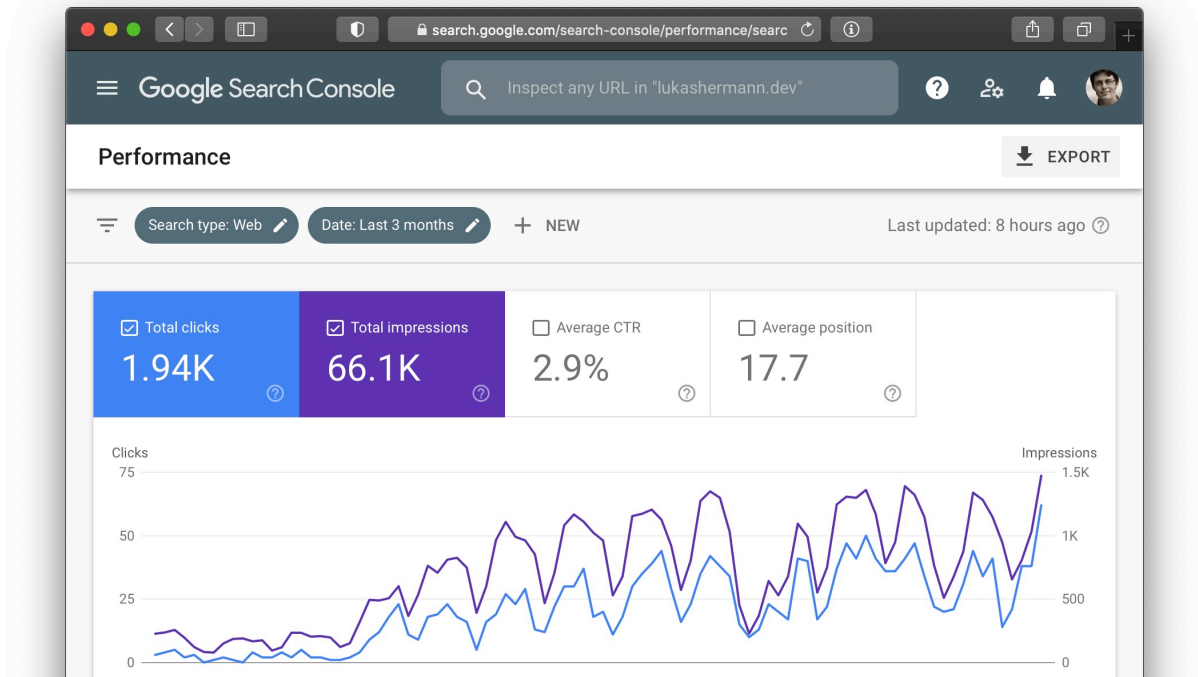 search.google.com/search-console/performance/searc
Google Search Console
Inspect any URL in "lukashermann.dev"
Performance
EXPORT
Search type: Web
Date: Last 3 months
NEW
Last updated: 8 hours ago
Total clicks
1.94K
Total impressions
66.1K
Average CTR
2.9%
Average position
17.7
Clicks
Impressions
75
1.5K
50
1K
25
500
0
0